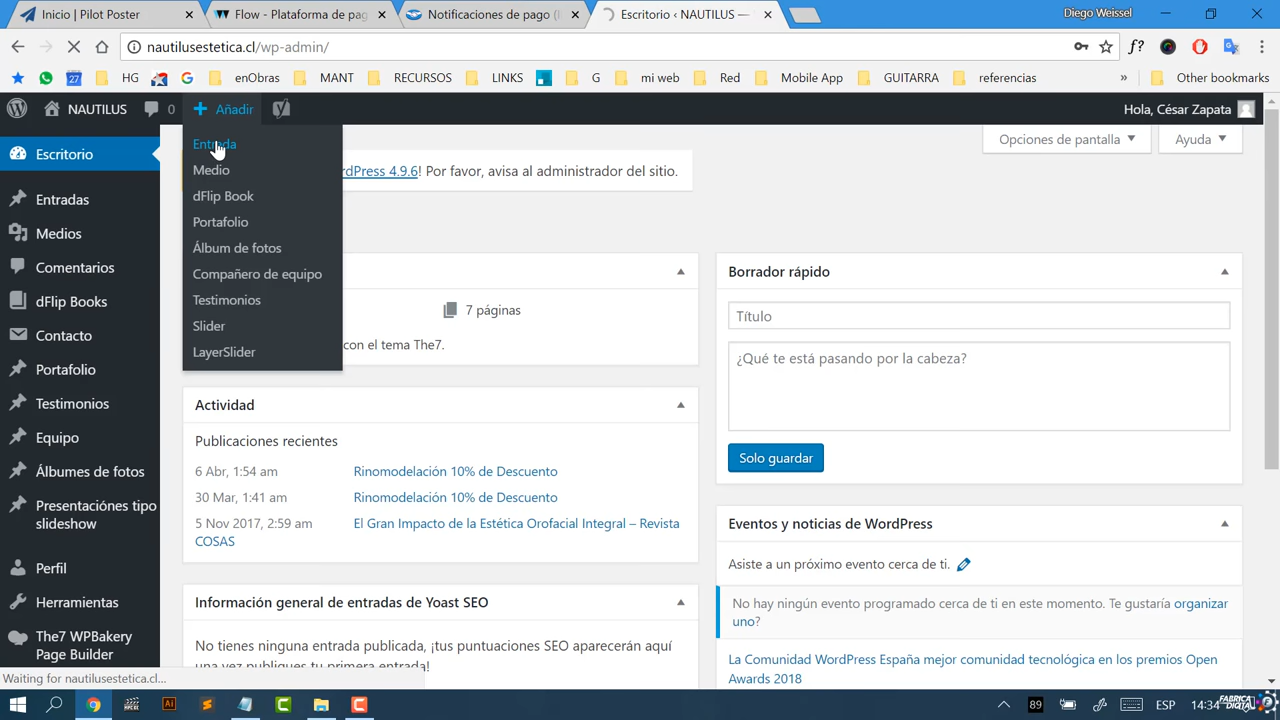 Inicio | Pilot Poster
Flow - Plataforma de pag
Notificaciones de pago (
Escritorio ‹ NAUTILUS —
Diego Weissel
nautilusestetica.cl/wp-admin/
HG
enObras
MANT
RECURSOS
LINKS
G
mi web
Red
Mobile App
GUITARRA
referencias
»
Other bookmarks
NAUTILUS
0
Añadir
Hola, César Zapata
Escritorio
Entradas
Medios
Comentarios
dFlip Books
Contacto
Portafolio
Testimonios
Equipo
Álbumes de fotos
Presentaciónes tipo
slideshow
Perfil
Herramientas
The7 WPBakery
Page Builder
Entrada
Medio
dFlip Book
Portafolio
Álbum de fotos
Compañero de equipo
Testimonios
Slider
LayerSlider
Opciones de pantalla
Ayuda
rdPress 4.9.6! Por favor, avisa al administrador del sitio.
7 páginas
con el tema The7.
Actividad
Publicaciones recientes
6 Abr, 1:54 am Rinomodelación 10% de Descuento
30 Mar, 1:41 am Rinomodelación 10% de Descuento
5 Nov 2017, 2:59 am El Gran Impacto de la Estética Orofacial Integral – Revista
COSAS
Información general de entradas de Yoast SEO
No tienes ninguna entrada publicada, ¡tus puntuaciones SEO aparecerán aquí
una vez publiques tu primera entrada!
Borrador rápido
Título
¿Qué te está pasando por la cabeza?
Solo guardar
Eventos y noticias de WordPress
Asiste a un próximo evento cerca de ti.
No hay ningún evento programado cerca de ti en este momento. Te gustaría organizar
uno?
La Comunidad WordPress España mejor comunidad tecnológica en los premios Open
Awards 2018
Waiting for nautilusestetica.cl...
89
ESP
14:34
FABRICA
DIGITAL